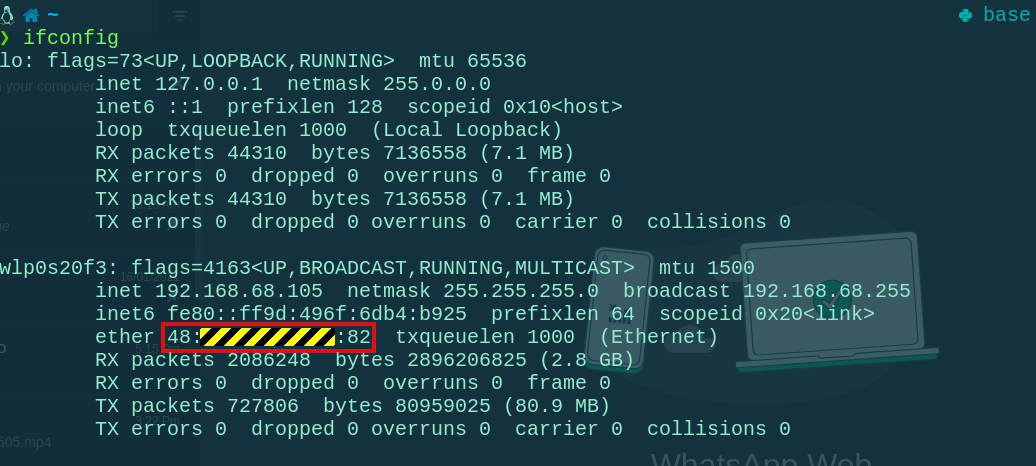 ~ base
❯ ifconfig
lo: flags=73<UP,LOOPBACK,RUNNING>  mtu 65536
        inet 127.0.0.1  netmask 255.0.0.0
        inet6 ::1  prefixlen 128  scopeid 0x10<host>
        loop  txqueuelen 1000  (Local Loopback)
        RX packets 44310  bytes 7136558 (7.1 MB)
        RX errors 0  dropped 0  overruns 0  frame 0
        TX packets 44310  bytes 7136558 (7.1 MB)
        TX errors 0  dropped 0 overruns 0  carrier 0  collisions 0
wlp0s20f3: flags=4163<UP,BROADCAST,RUNNING,MULTICAST>  mtu 1500
        inet 192.168.68.105  netmask 255.255.255.0  broadcast 192.168.68.255
        inet6 fe80::ff9d:496f:6db4:b925  prefixlen 64  scopeid 0x20<link>
        ether 48: :82  txqueuelen 1000  (Ethernet)
        RX packets 2086248  bytes 2896206825 (2.8 GB)
        RX errors 0  dropped 0  overruns 0  frame 0
        TX packets 727806  bytes 80959025 (80.9 MB)
        TX errors 0  dropped 0 overruns 0  carrier 0  collisions 0
your computer
505.mp4
WhatsApp Web